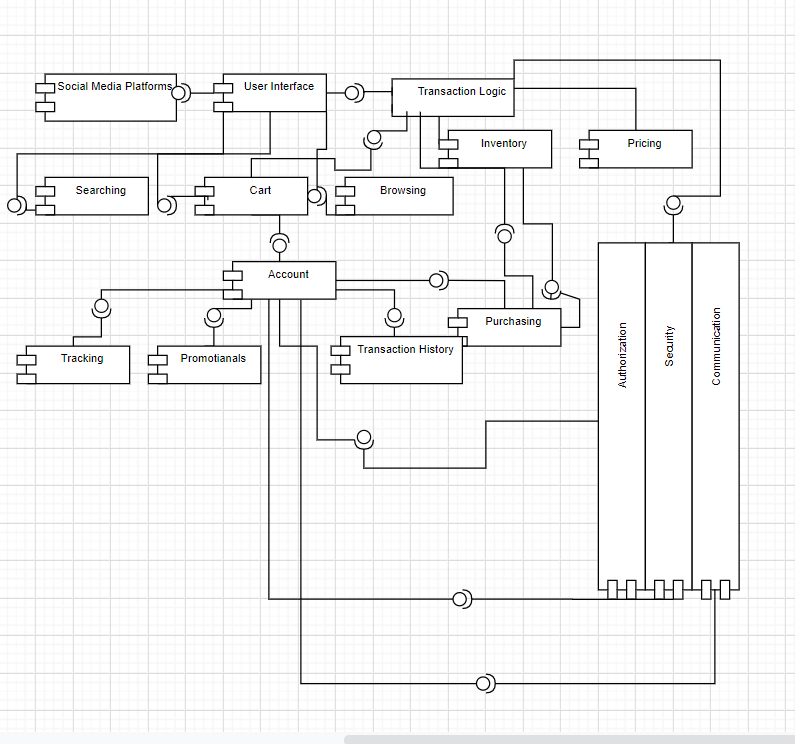 Social Media Platforms
User Interface
Transaction Logic
Inventory
Pricing
Searching
Cart
Browsing
Account
Purchasing
Tracking
Promotianals
Transaction History
Authorization
Security
Communication